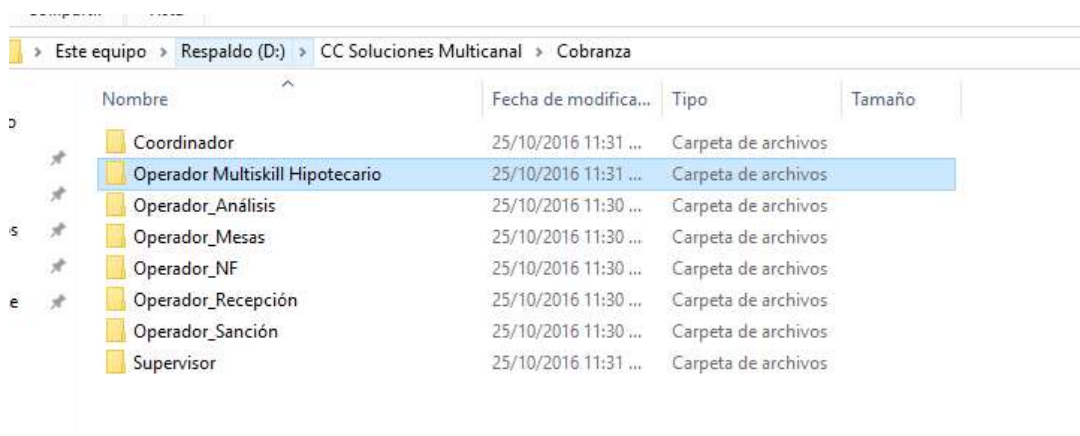 Este equipo > Respaldo (D:) > CC Soluciones Multicanal > Cobranza
Nombre Fecha de modifica... Tipo Tamaño
Coordinador 25/10/2016 11:31 ... Carpeta de archivos
Operador Multiskill Hipotecario 25/10/2016 11:31 ... Carpeta de archivos
Operador_Análisis 25/10/2016 11:30 ... Carpeta de archivos
Operador_Mesas 25/10/2016 11:30 ... Carpeta de archivos
Operador_NF 25/10/2016 11:30 ... Carpeta de archivos
Operador_Recepción 25/10/2016 11:30 ... Carpeta de archivos
Operador_Sanción 25/10/2016 11:30 ... Carpeta de archivos
Supervisor 25/10/2016 11:31 ... Carpeta de archivos